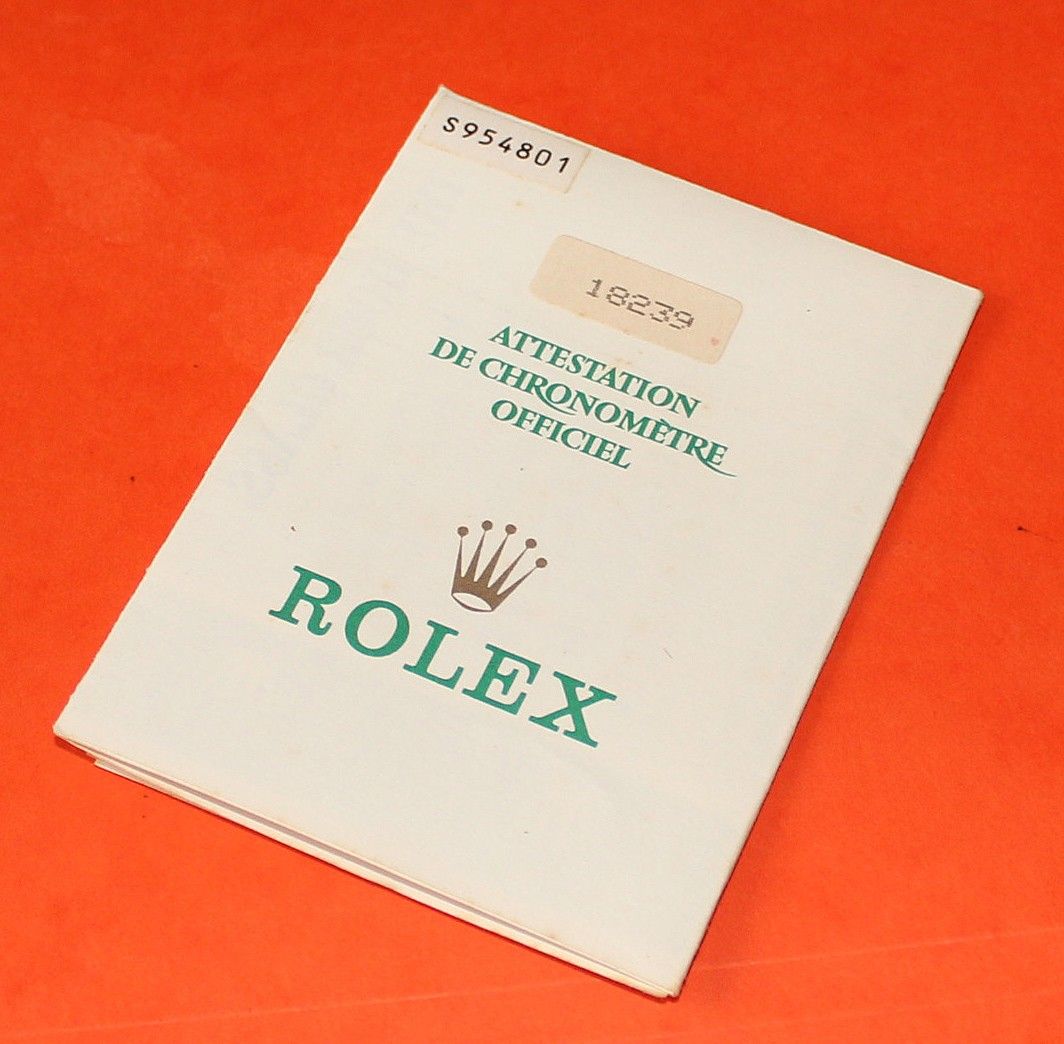 S954801
18239
ATTESTATION
DE CHRONOMÈTRE
OFFICIEL
ROLEX